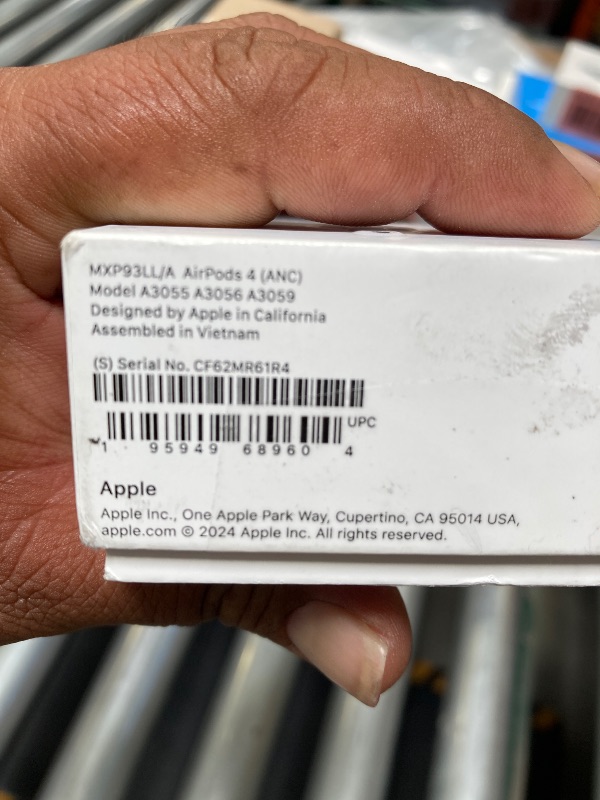 MXP93LL/A AirPods 4 (ANC)
Model A3055 A3056 A3059
Designed by Apple in California
Assembled in Vietnam
(S) Serial No. CF62MR61R4
UPC
1 95949 68960 4
Apple
Apple Inc., One Apple Park Way, Cupertino, CA 95014 USA,
apple.com © 2024 Apple Inc. All rights reserved.